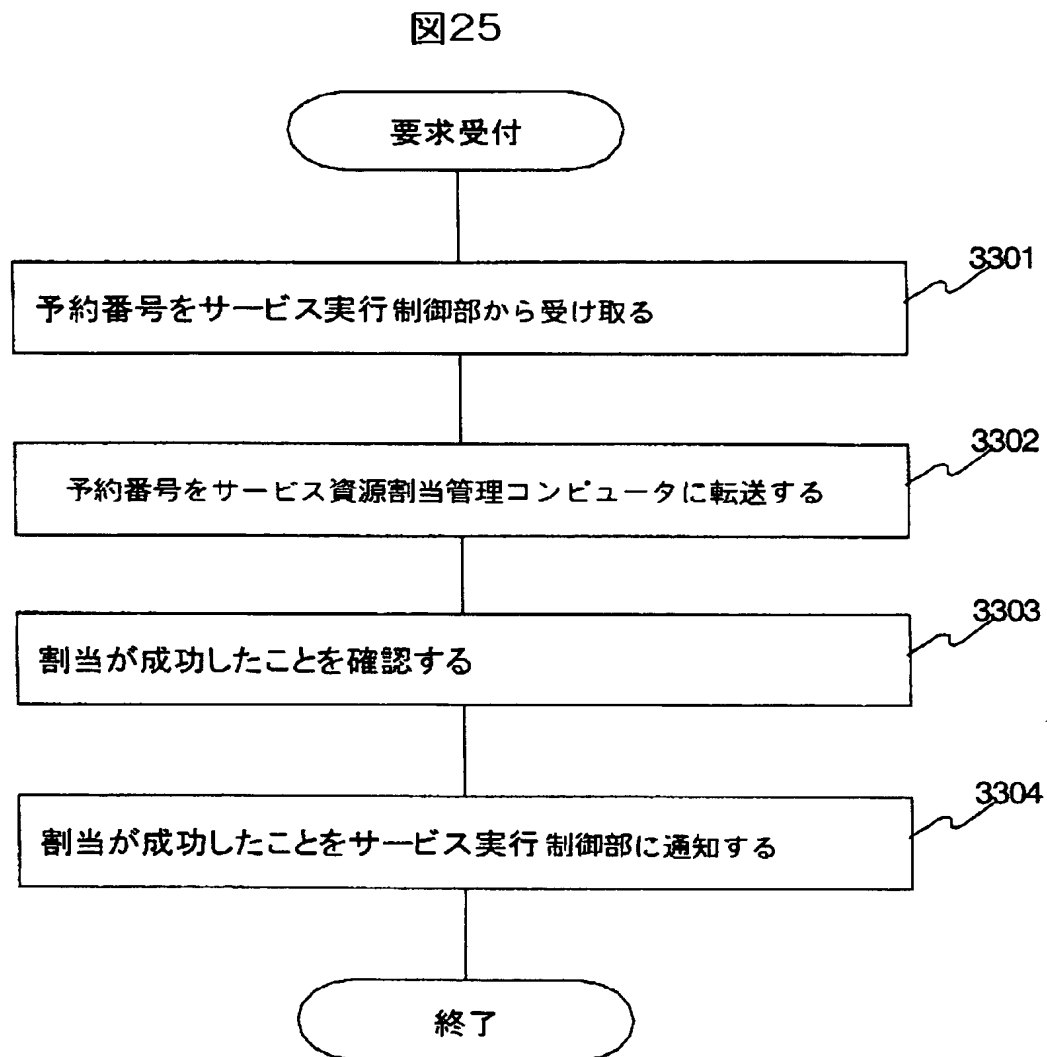 図25
要求受付
3301
予約番号をサービス実行制御部から受け取る
3302
予約番号をサービス資源割当管理コンピュータに転送する
3303
割当が成功したことを確認する
3304
割当が成功したことをサービス実行制御部に通知する
終了